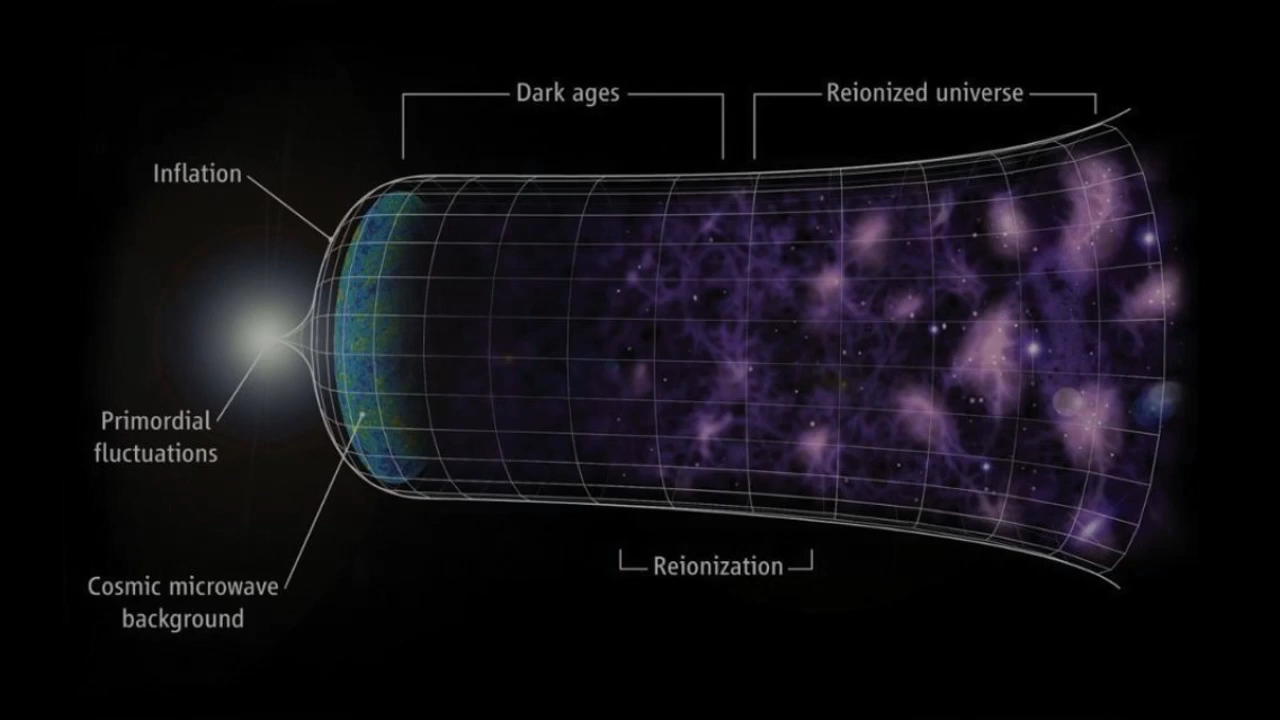 Dark ages
Reionized universe
Inflation
Primordial
fluctuations
Cosmic microwave
background
Reionization